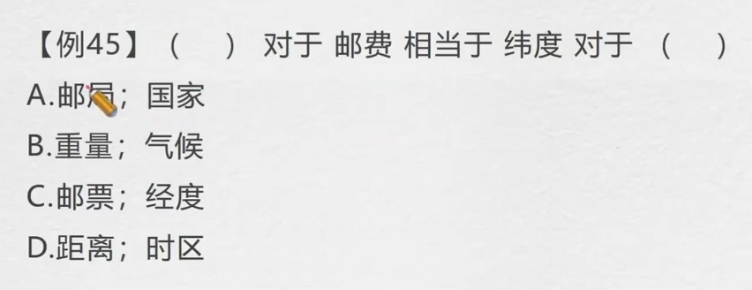 【例45】（ ） 对于 邮费 相当于 纬度 对于 （ ）
A.邮局；国家
B.重量；气候
C.邮票；经度
D.距离；时区